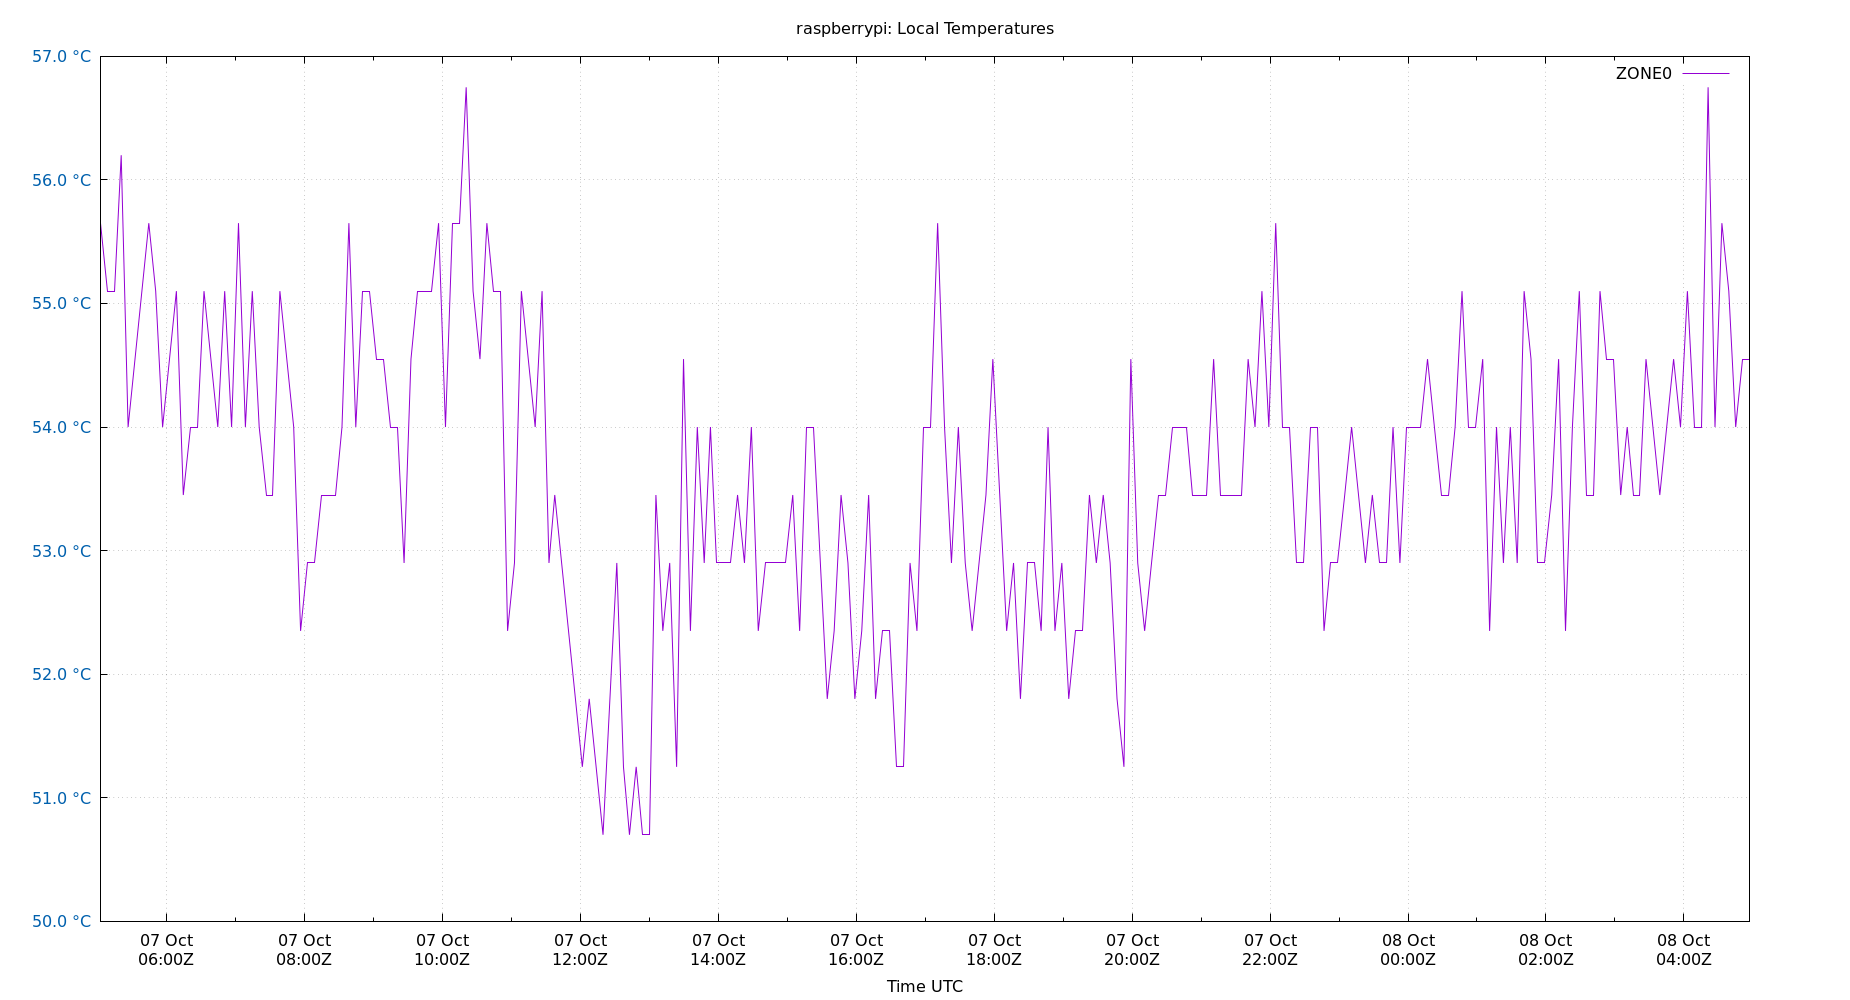 raspberrypi: Local Temperatures
57.0 °C
56.0 °C
55.0 °C
54.0 °C
53.0 °C
52.0 °C
51.0 °C
50.0 °C
ZONE0
07 Oct 07 Oct 07 Oct 07 Oct 07 Oct 07 Oct 07 Oct 07 Oct 07 Oct 08 Oct 08 Oct 08 Oct
06:00Z 08:00Z 10:00Z 12:00Z 14:00Z 16:00Z 18:00Z 20:00Z 22:00Z 00:00Z 02:00Z 04:00Z
Time UTC